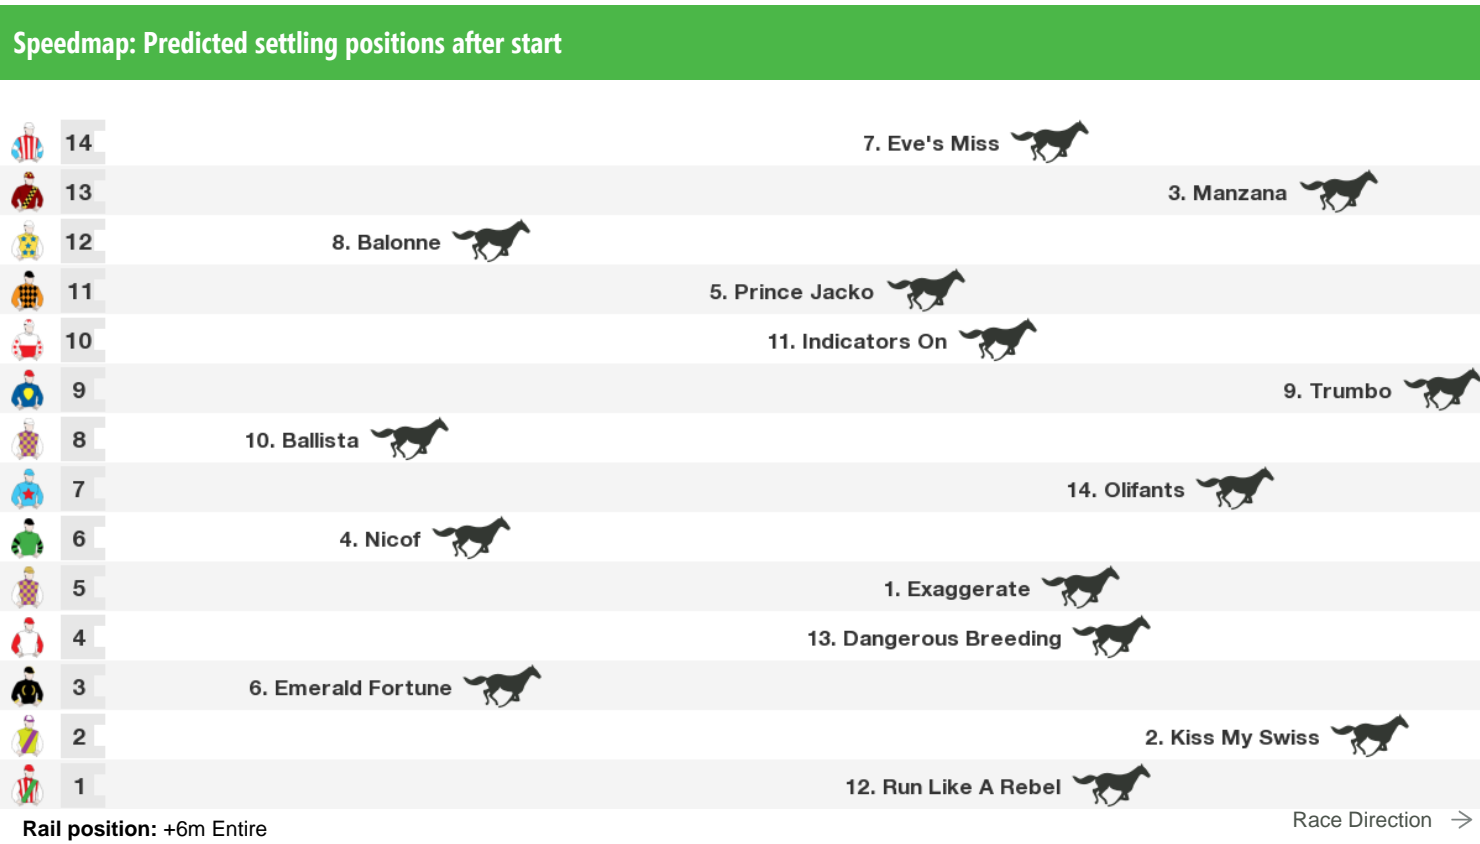 Speedmap: Predicted settling positions after start
14 7. Eve's Miss
13 3. Manzana
12 8. Balonne
11 5. Prince Jacko
10 11. Indicators On
9 9. Trumbo
8 10. Ballista
7 14. Olifants
6 4. Nicof
5 1. Exaggerate
4 13. Dangerous Breeding
3 6. Emerald Fortune
2 2. Kiss My Swiss
1 12. Run Like A Rebel
Race Direction
Rail position: +6m Entire